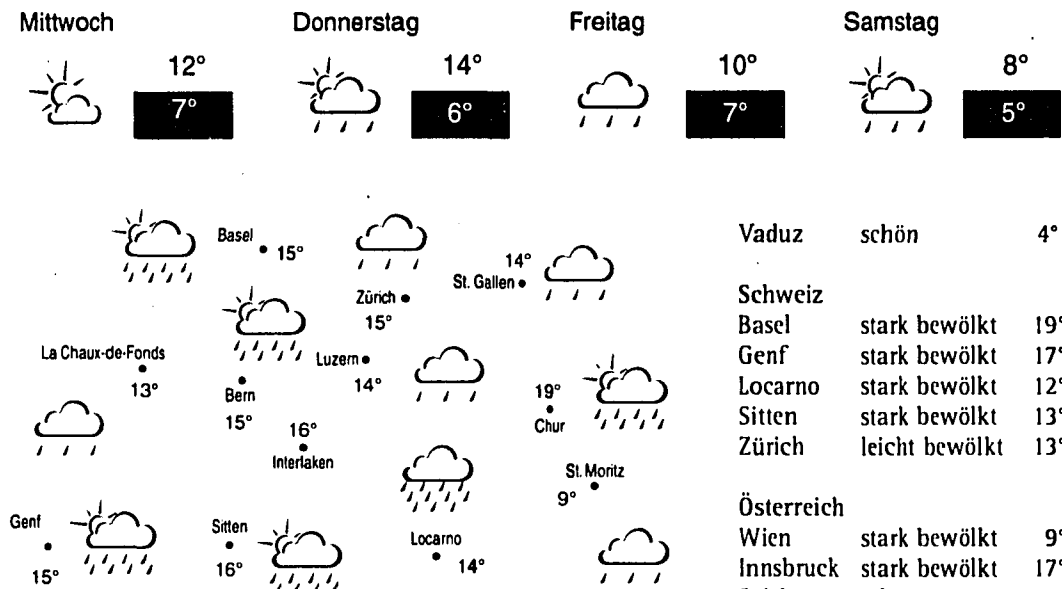 Mittwoch Donnerstag Freitag Samstag
12° 14° 10° 8°
7° 6° 7° 5°
Basel
15°
Zürich
15°
14°
St. Gallen
La Chaux-de-Fonds
13°
Bern
15°
Luzern
14°
16°
Interlaken
19°
Chur
St. Moritz
9°
Genf
15°
Sitten
16°
Locarno
14°
Vaduz schön 4°
Schweiz
Basel stark bewölkt 19°
Genf stark bewölkt 17°
Locarno stark bewölkt 12°
Sitten stark bewölkt 13°
Zürich leicht bewölkt 13°
Österreich
Wien stark bewölkt 9°
Innsbruck stark bewölkt 17°